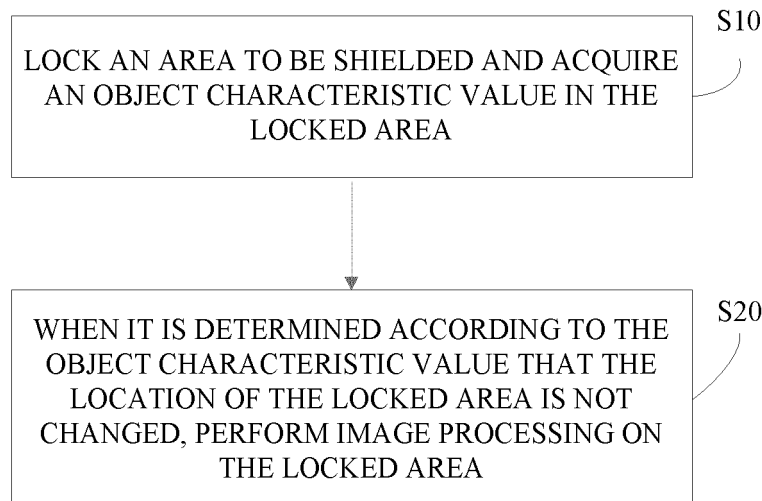 S10
LOCK AN AREA TO BE SHIELDED AND ACQUIRE
AN OBJECT CHARACTERISTIC VALUE IN THE
LOCKED AREA
S20
WHEN IT IS DETERMINED ACCORDING TO THE
OBJECT CHARACTERISTIC VALUE THAT THE
LOCATION OF THE LOCKED AREA IS NOT
CHANGED, PERFORM IMAGE PROCESSING ON
THE LOCKED AREA